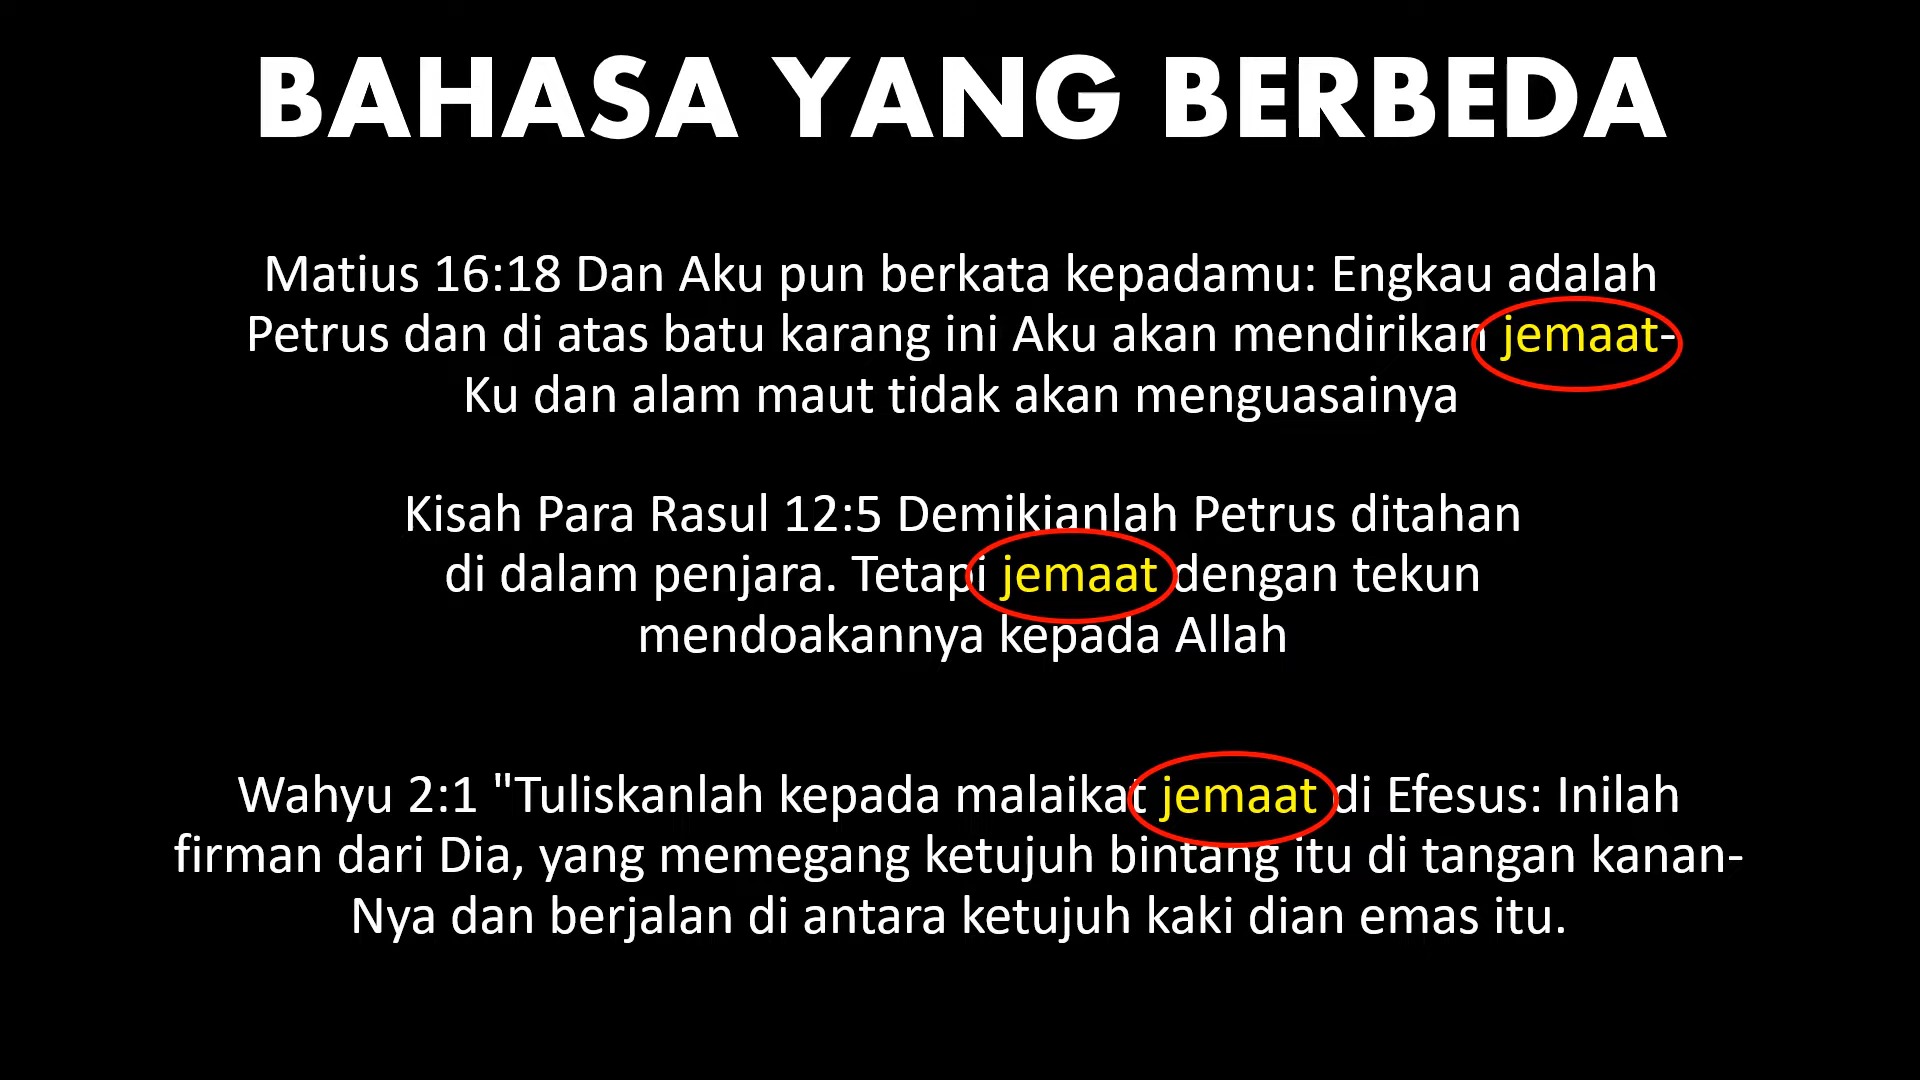 BAHASA YANG BERBEDA
Matius 16:18 Dan Aku pun berkata kepadamu: Engkau adalah
Petrus dan di atas batu karang ini Aku akan mendirikan jemaat-
Ku dan alam maut tidak akan menguasainya
Kisah Para Rasul 12:5 Demikianlah Petrus ditahan
di dalam penjara. Tetapi jemaat dengan tekun
mendoakannya kepada Allah
Wahyu 2:1 "Tuliskanlah kepada malaikat jemaat di Efesus: Inilah
firman dari Dia, yang memegang ketujuh bintang itu di tangan kanan-
Nya dan berjalan di antara ketujuh kaki dian emas itu.